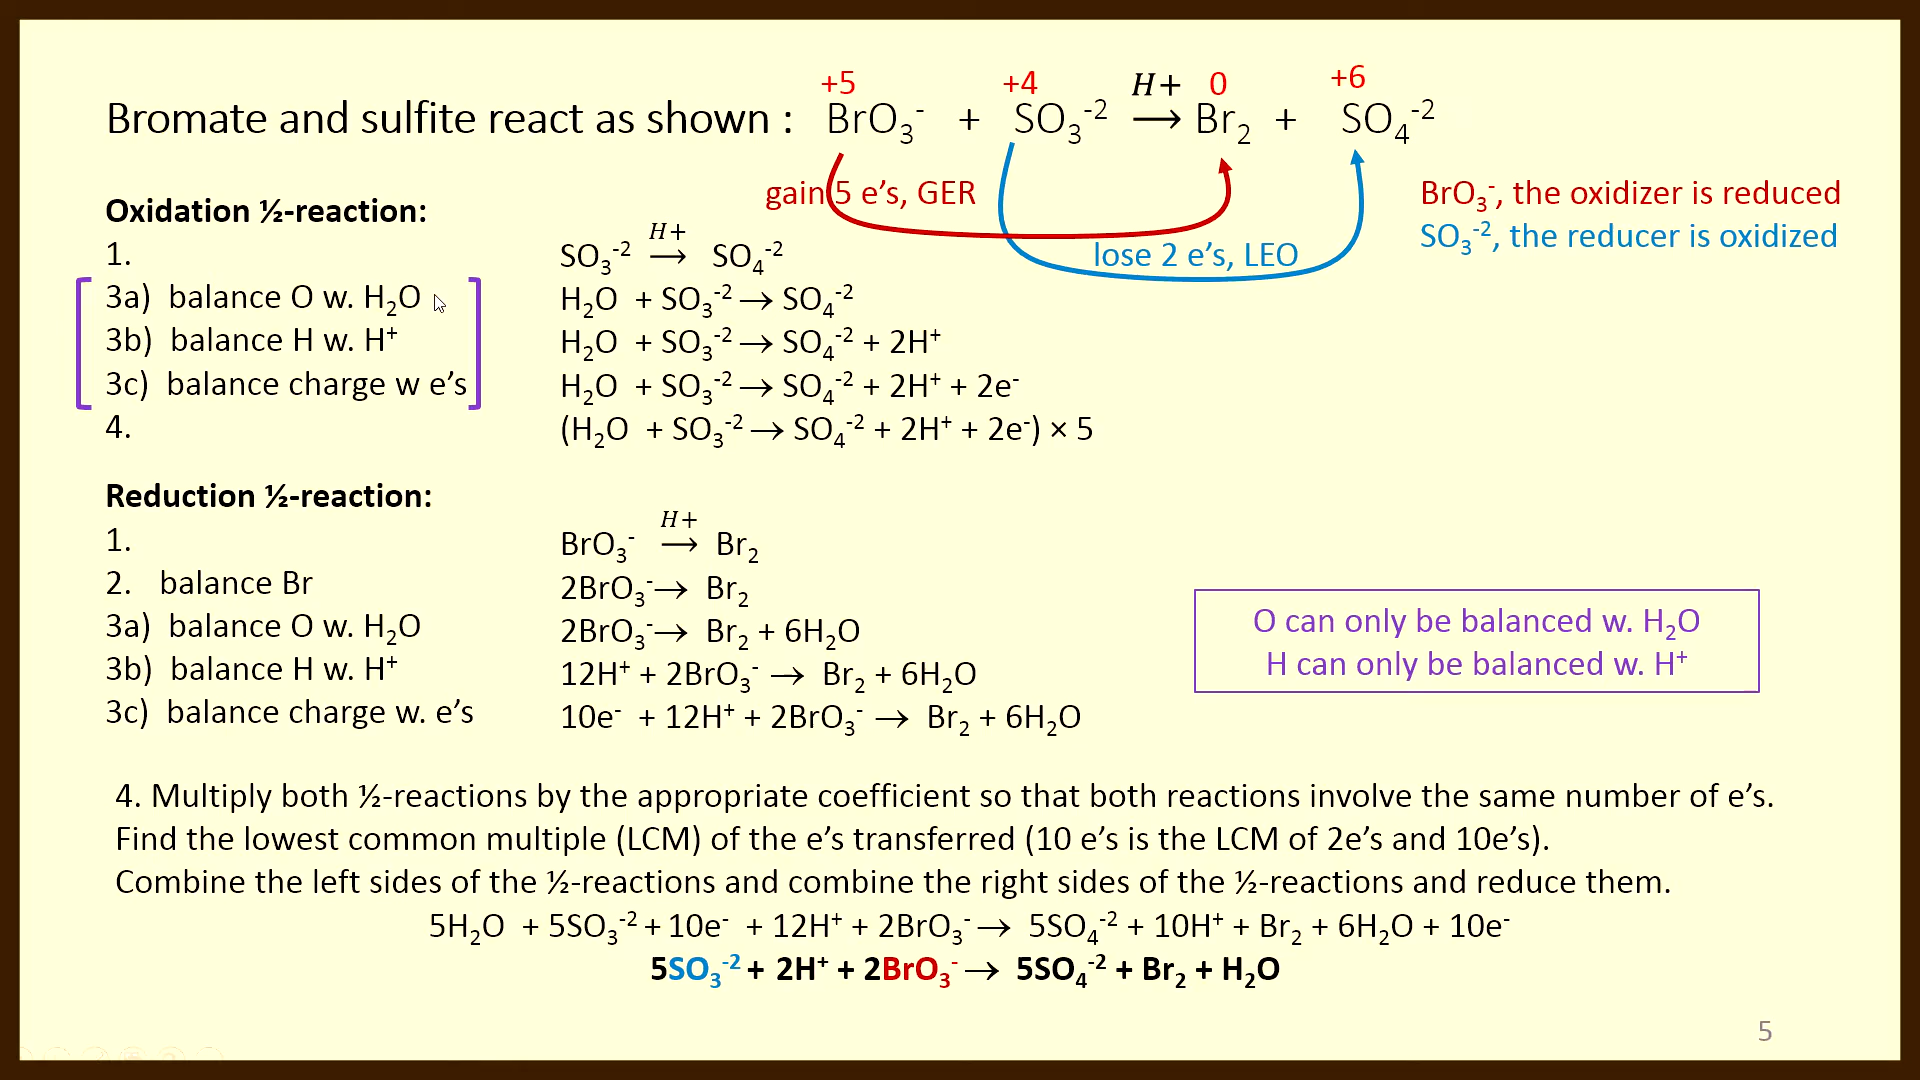 +5 +4 H+ 0 +6
Bromate and sulfite react as shown : BrO₃⁻ + SO₃⁻² ⟶ Br₂ + SO₄⁻²
gain 5 e’s, GER
lose 2 e’s, LEO
BrO₃⁻, the oxidizer is reduced
SO₃⁻², the reducer is oxidized
Oxidation ½-reaction:
H+
1. SO₃⁻² → SO₄⁻²
3a) balance O w. H₂O H₂O + SO₃⁻² → SO₄⁻²
3b) balance H w. H⁺ H₂O + SO₃⁻² → SO₄⁻² + 2H⁺
3c) balance charge w e’s H₂O + SO₃⁻² → SO₄⁻² + 2H⁺ + 2e⁻
4. (H₂O + SO₃⁻² → SO₄⁻² + 2H⁺ + 2e⁻) × 5
Reduction ½-reaction:
H+
1. BrO₃⁻ → Br₂
2. balance Br 2BrO₃⁻ → Br₂
3a) balance O w. H₂O 2BrO₃⁻ → Br₂ + 6H₂O
3b) balance H w. H⁺ 12H⁺ + 2BrO₃⁻ → Br₂ + 6H₂O
3c) balance charge w. e’s 10e⁻ + 12H⁺ + 2BrO₃⁻ → Br₂ + 6H₂O
O can only be balanced w. H₂O
H can only be balanced w. H⁺
4. Multiply both ½-reactions by the appropriate coefficient so that both reactions involve the same number of e’s.
Find the lowest common multiple (LCM) of the e’s transferred (10 e’s is the LCM of 2e’s and 10e’s).
Combine the left sides of the ½-reactions and combine the right sides of the ½-reactions and reduce them.
5H₂O + 5SO₃⁻² + 10e⁻ + 12H⁺ + 2BrO₃⁻ → 5SO₄⁻² + 10H⁺ + Br₂ + 6H₂O + 10e⁻
5SO₃⁻² + 2H⁺ + 2BrO₃⁻ → 5SO₄⁻² + Br₂ + H₂O
5